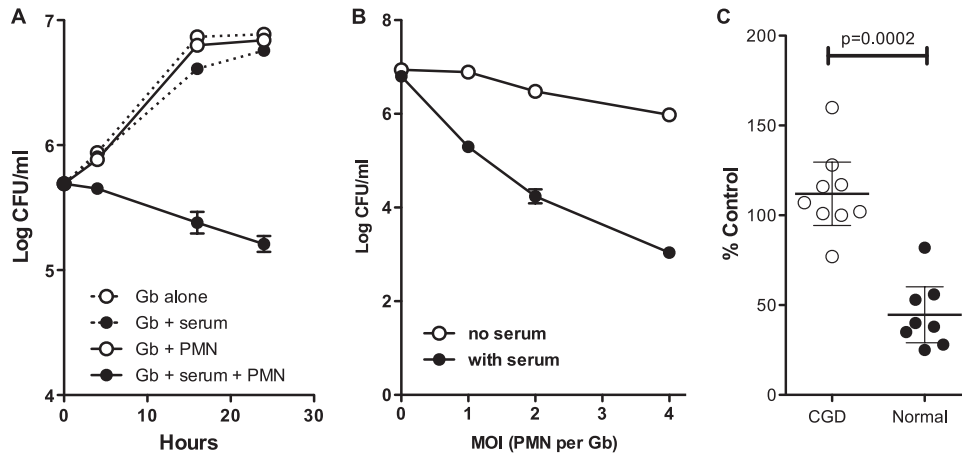 A
Log CFU/ml
7
6
5
4
0
10
20
30
Hours
Gb alone
Gb + serum
Gb + PMN
Gb + serum + PMN
B
Log CFU/ml
8
6
4
2
0
0
1
2
3
4
MOI (PMN per Gb)
no serum
with serum
C
% Control
200
150
100
50
0
p=0.0002
CGD
Normal